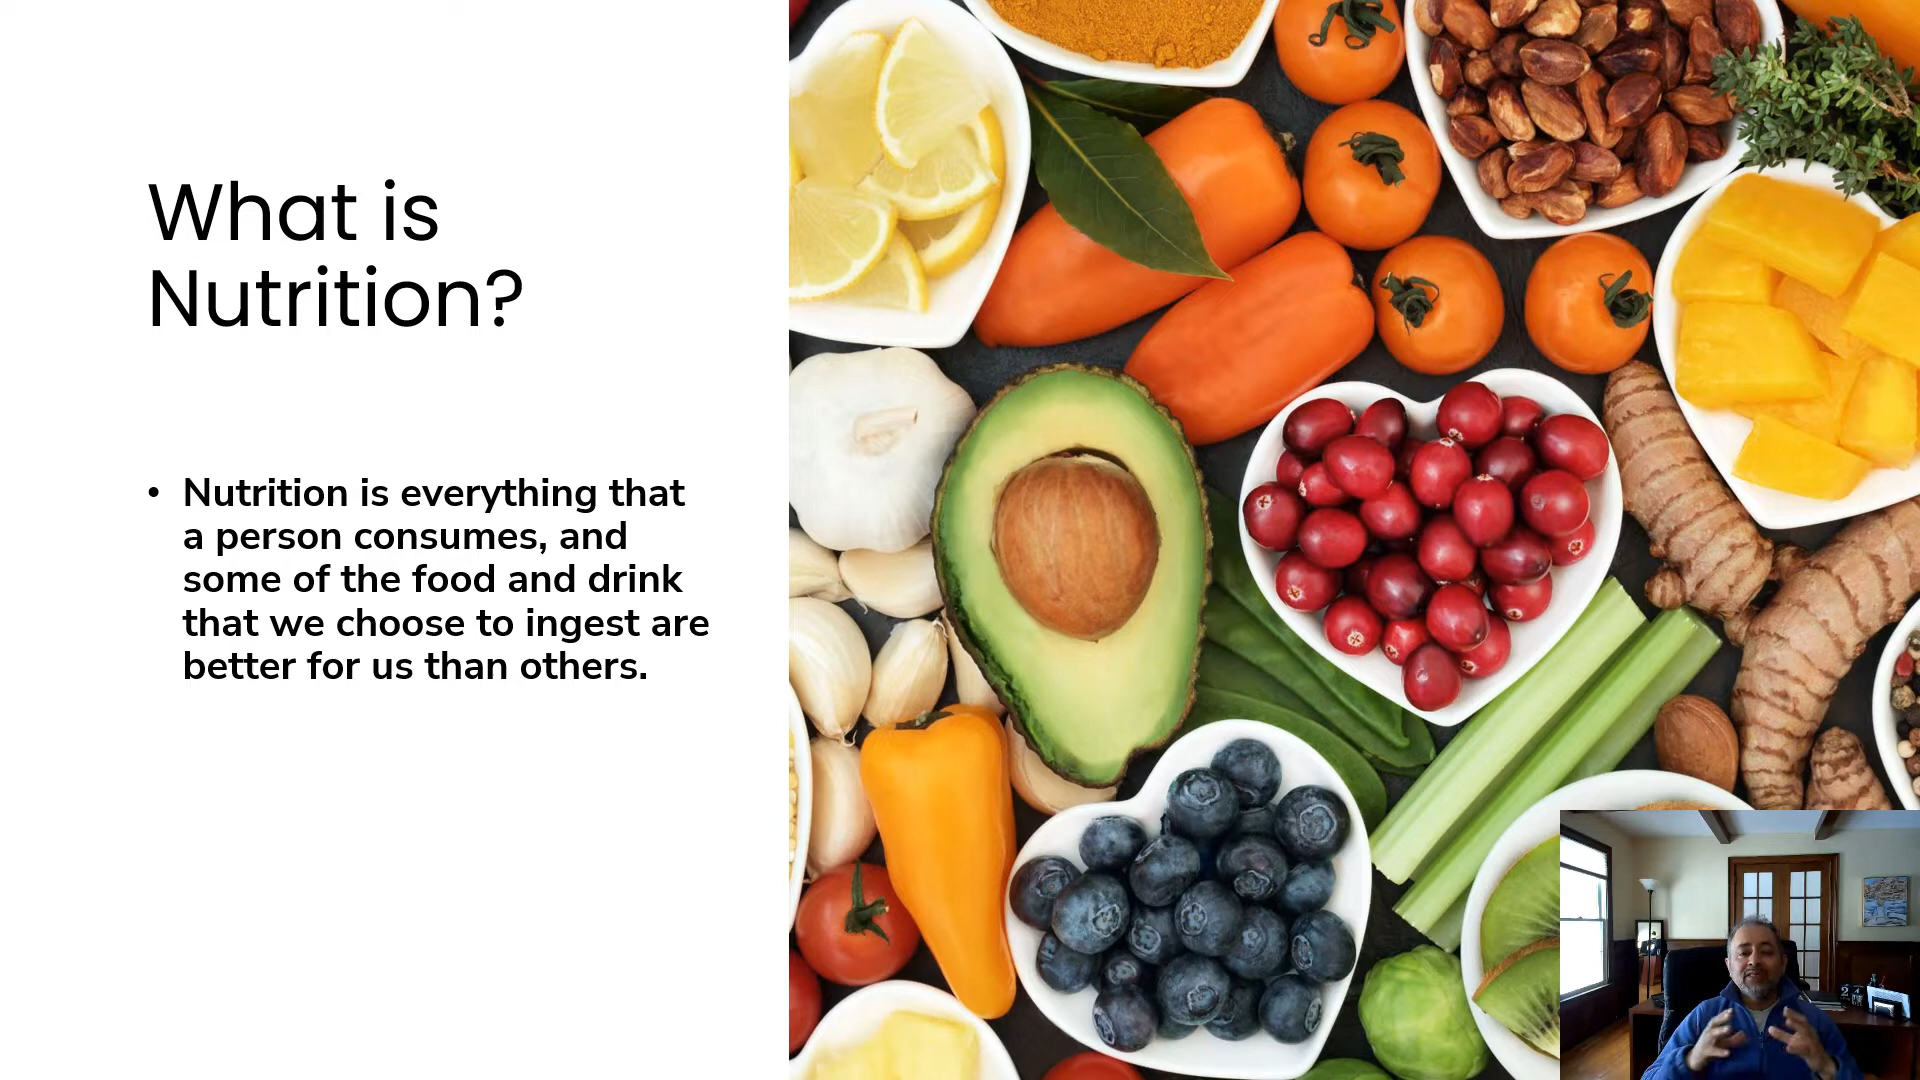 What is
Nutrition?
• Nutrition is everything that
a person consumes, and
some of the food and drink
that we choose to ingest are
better for us than others.